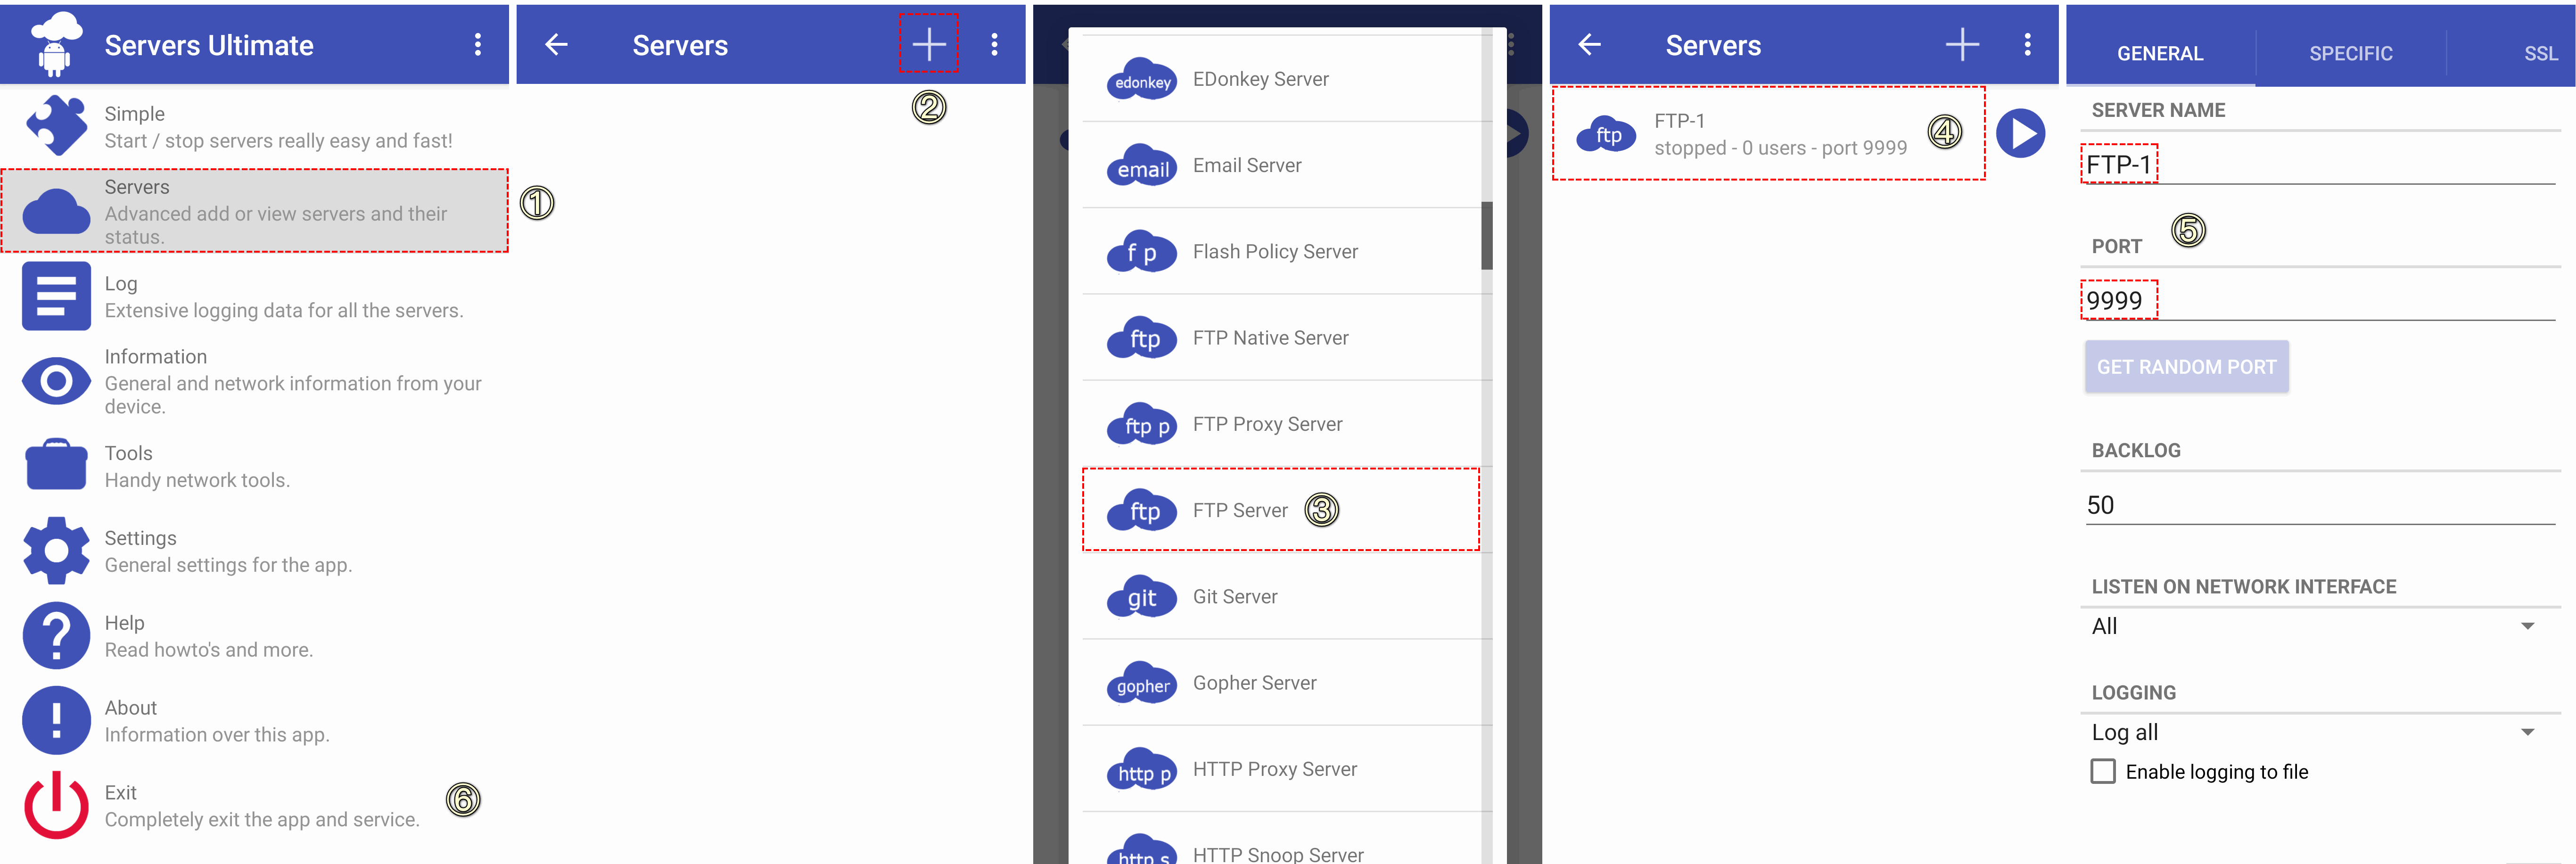 Servers Ultimate
Simple
Start / stop servers really easy and fast!
Servers
Advanced add or view servers and their
status.
①
Log
Extensive logging data for all the servers.
Information
General and network information from your
device.
Tools
Handy network tools.
Settings
General settings for the app.
?
Help
Read howto's and more.
!
About
Information over this app.
Exit
Completely exit the app and service.
⑥
Servers
②
edonkey
EDonkey Server
email
Email Server
f p
Flash Policy Server
ftp
FTP Native Server
ftp p
FTP Proxy Server
ftp
FTP Server
③
git
Git Server
gopher
Gopher Server
http p
HTTP Proxy Server
http s
HTTP Snoop Server
Servers
ftp
FTP-1
stopped - 0 users - port 9999
④
GENERAL
SPECIFIC
SSL
SERVER NAME
FTP-1
⑤
PORT
9999
GET RANDOM PORT
BACKLOG
50
LISTEN ON NETWORK INTERFACE
All
LOGGING
Log all
Enable logging to file